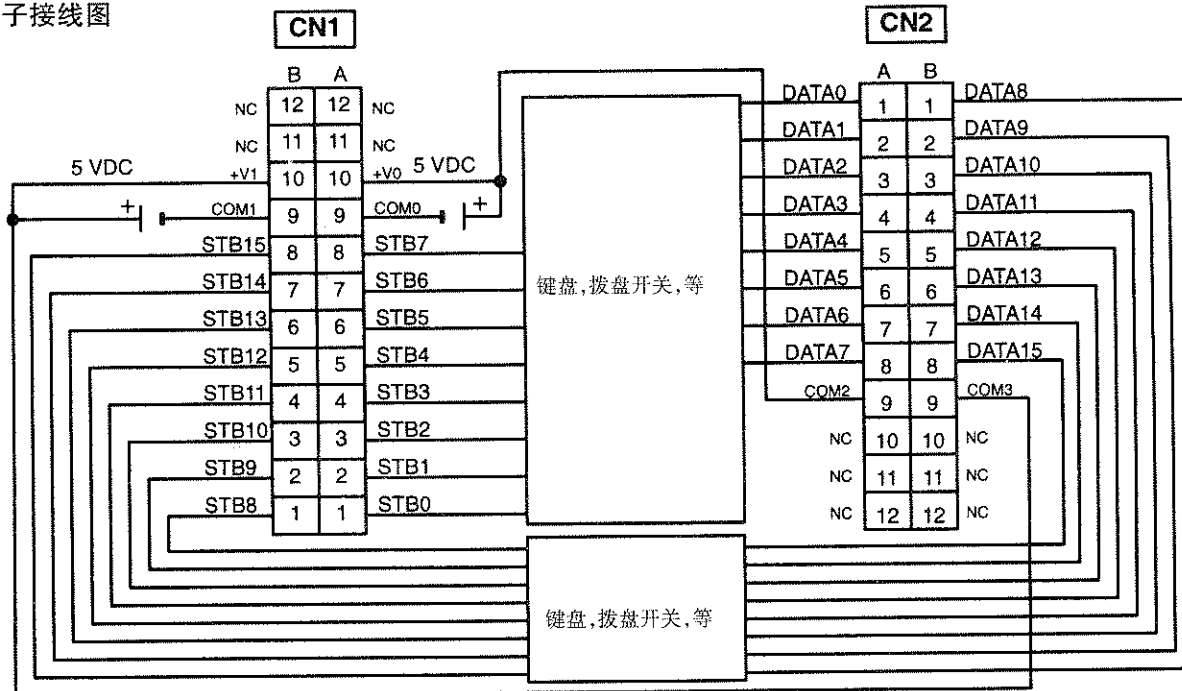 子接线图
CN1
CN2
B A
A B
NC 12 12 NC
NC 11 11 NC
5 VDC +V1 10 10 +V0 5 VDC
+ COM1 9 9 COM0 +
STB15 8 8 STB7
STB14 7 7 STB6
STB13 6 6 STB5
STB12 5 5 STB4
STB11 4 4 STB3
STB10 3 3 STB2
STB9 2 2 STB1
STB8 1 1 STB0
键盘,拨盘开关,等
键盘,拨盘开关,等
DATA0 1 1 DATA8
DATA1 2 2 DATA9
DATA2 3 3 DATA10
DATA3 4 4 DATA11
DATA4 5 5 DATA12
DATA5 6 6 DATA13
DATA6 7 7 DATA14
DATA7 8 8 DATA15
COM2 9 9 COM3
NC 10 10 NC
NC 11 11 NC
NC 12 12 NC